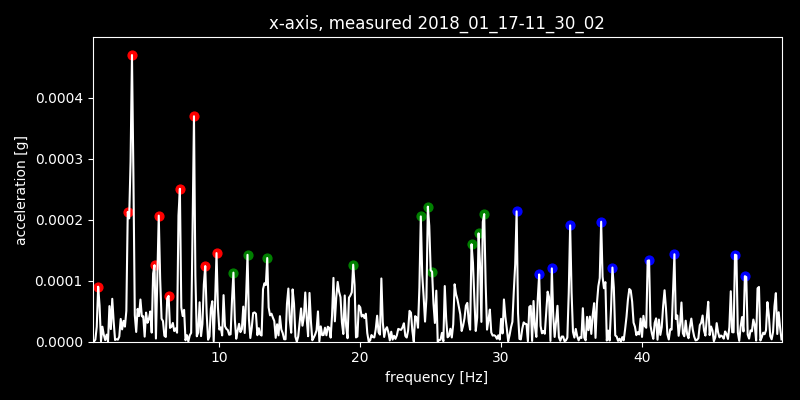 x-axis, measured 2018_01_17-11_30_02
acceleration [g]
0.0004
0.0003
0.0002
0.0001
0.0000
10 20 30 40
frequency [Hz]